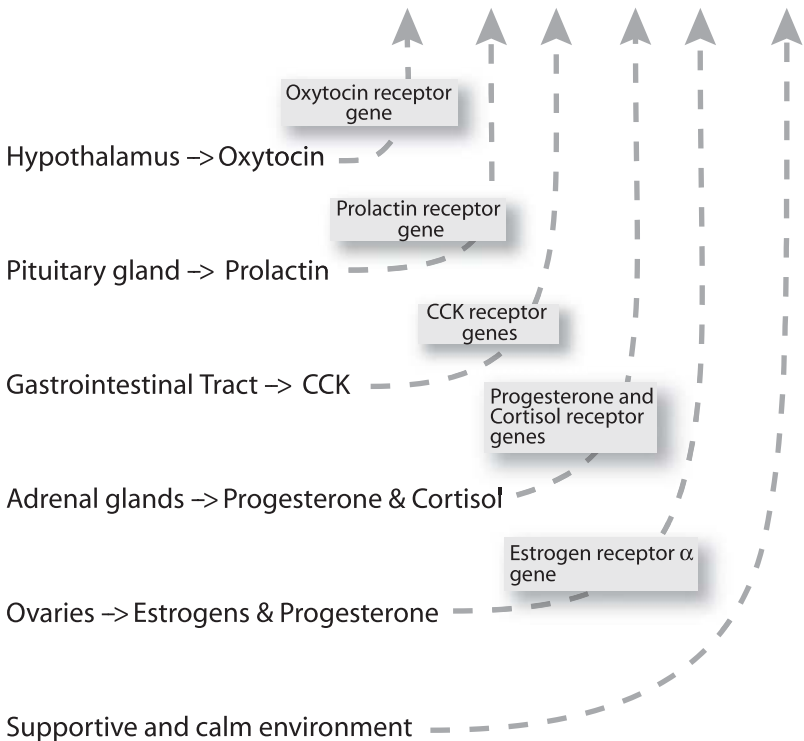 Oxytocin receptor
gene
Hypothalamus –> Oxytocin
Prolactin receptor
gene
Pituitary gland –> Prolactin
CCK receptor
genes
Gastrointestinal Tract –> CCK
Progesterone and
Cortisol receptor
genes
Adrenal glands –> Progesterone & Cortisol
Estrogen receptor α
gene
Ovaries –> Estrogens & Progesterone
Supportive and calm environment